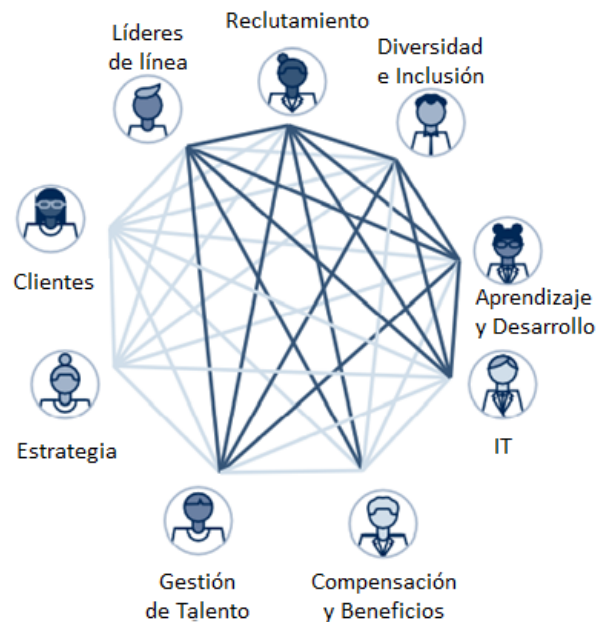 Reclutamiento
Líderes
de línea
Diversidad
e Inclusión
Clientes
Aprendizaje
y Desarrollo
Estrategia
IT
Gestión
de Talento
Compensación
y Beneficios